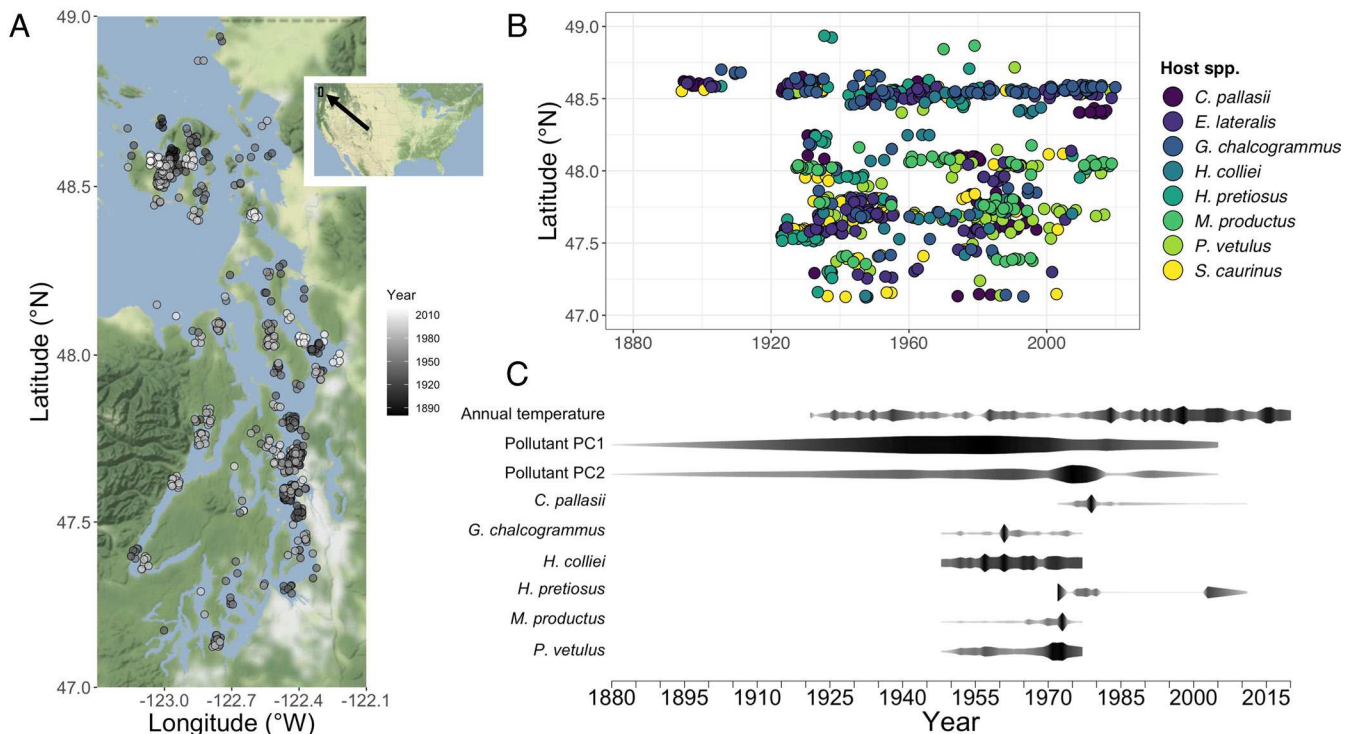 A
49.0
48.5
48.0
47.5
47.0
Latitude (°N)
-123.0 -122.7 -122.4 -122.1
Longitude (°W)
Year
2010
1980
1950
1920
1890
B
49.0
48.5
48.0
47.5
47.0
Latitude (°N)
1880 1920 1960 2000
Host spp.
C. pallasii
E. lateralis
G. chalcogrammus
H. colliei
H. pretiosus
M. productus
P. vetulus
S. caurinus
C
Annual temperature
Pollutant PC1
Pollutant PC2
C. pallasii
G. chalcogrammus
H. colliei
H. pretiosus
M. productus
P. vetulus
1880 1895 1910 1925 1940 1955 1970 1985 2000 2015
Year